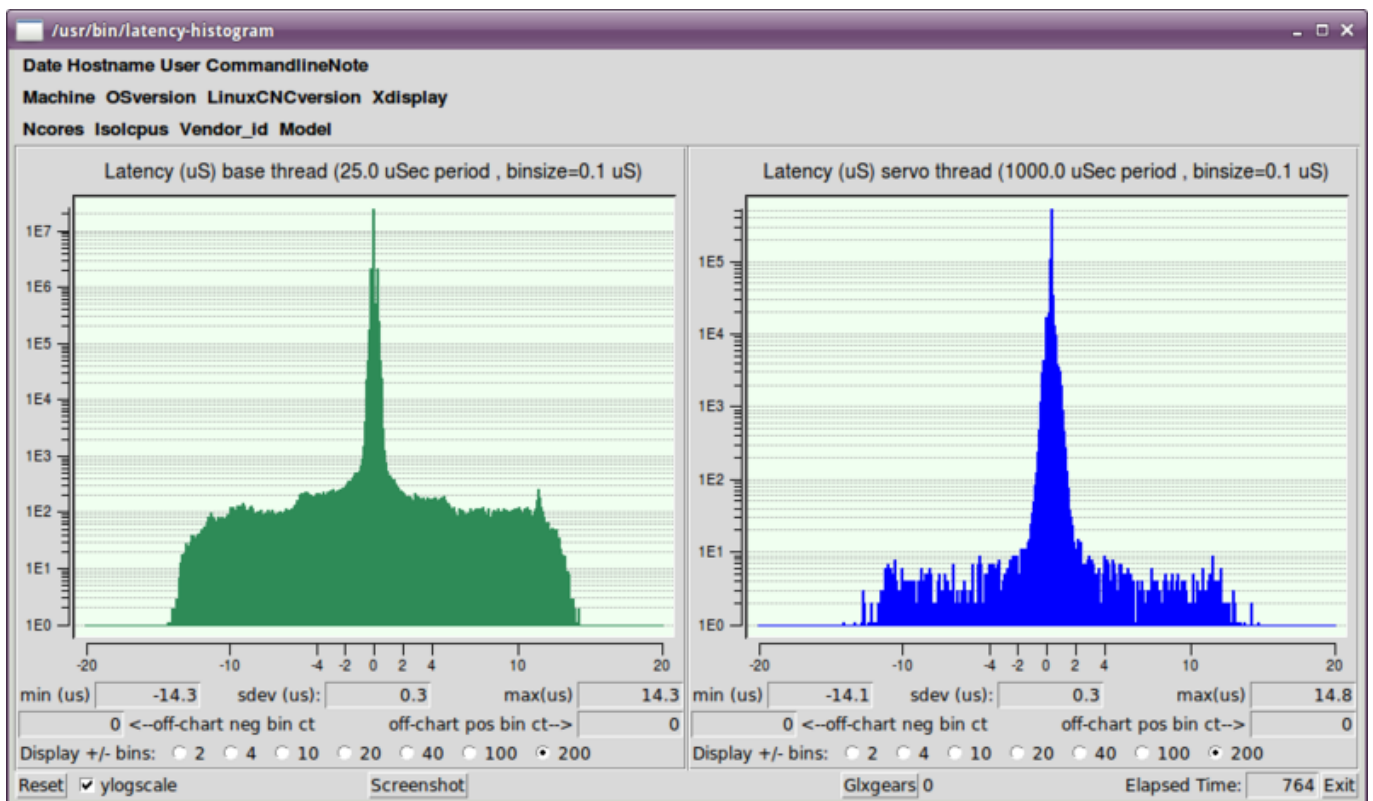 /usr/bin/latency-histogram
Date Hostname User CommandlineNote
Machine OSversion LinuxCNCversion Xdisplay
Ncores Isolcpus Vendor_id Model
Latency (uS) base thread (25.0 uSec period , binsize=0.1 uS)
1E7
1E6
1E5
1E4
1E3
1E2
1E1
1E0
-20 -10 -4 -2 0 2 4 10 20
min (us) -14.3 sdev (us): 0.3 max(us) 14.3
0 <--off-chart neg bin ct off-chart pos bin ct--> 0
Display +/- bins: 2 4 10 20 40 100 200
Latency (uS) servo thread (1000.0 uSec period , binsize=0.1 uS)
1E5
1E4
1E3
1E2
1E1
1E0
-20 -10 -4 -2 0 2 4 10 20
min (us) -14.1 sdev (us): 0.3 max(us) 14.8
0 <--off-chart neg bin ct off-chart pos bin ct--> 0
Display +/- bins: 2 4 10 20 40 100 200
Reset ylogscale Screenshot Glxgears 0 Elapsed Time: 764 Exit